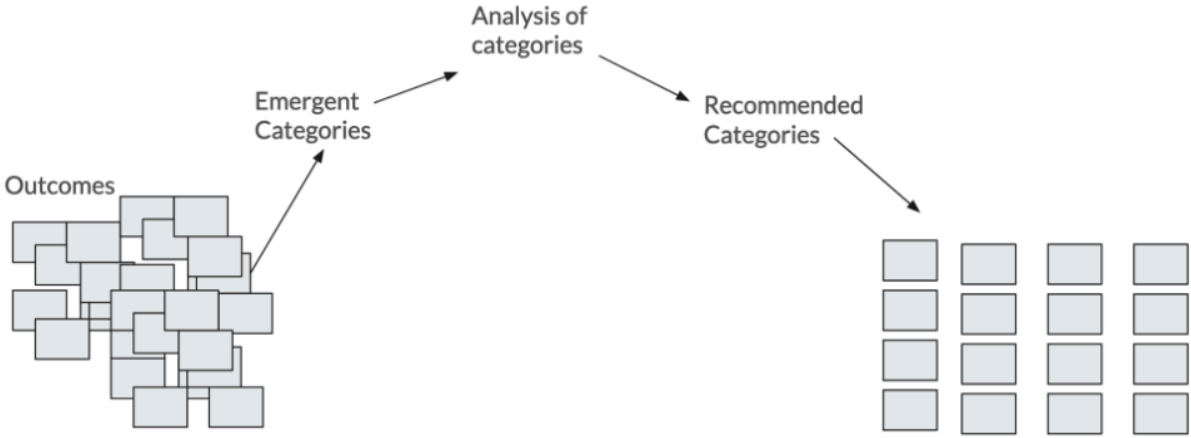 Analysis of
categories
Emergent
Categories
Recommended
Categories
Outcomes